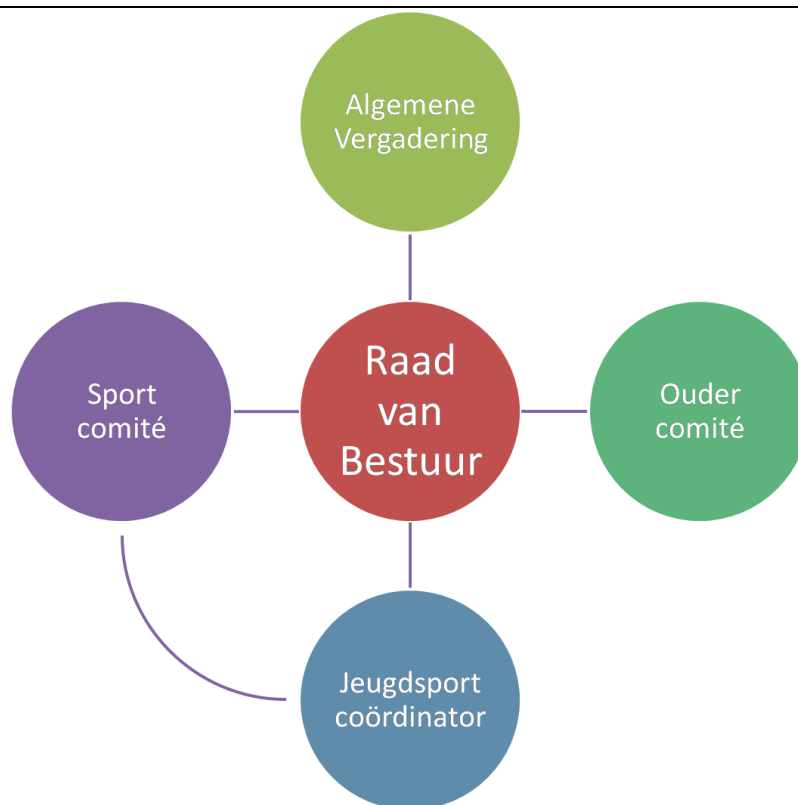 Algemene
Vergadering
Sport
comité
Raad
van
Bestuur
Ouder
comité
Jeugdsport
coördinator